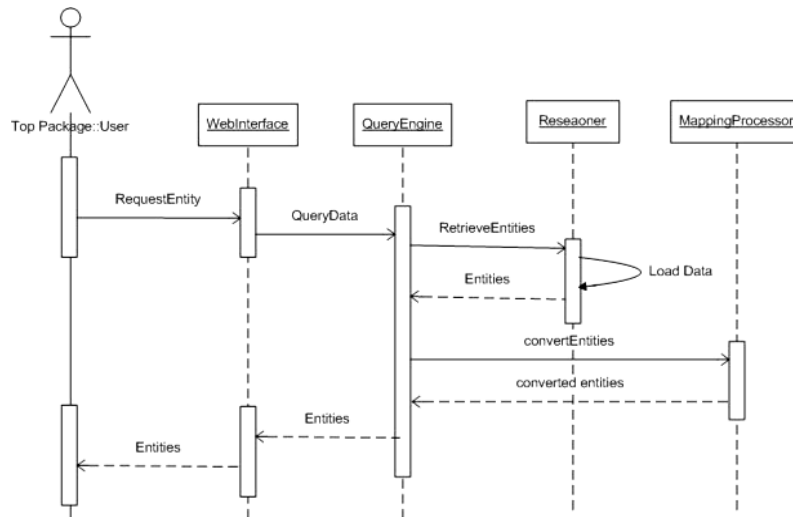 Top Package::User
WebInterface
QueryEngine
Reseaoner
MappingProcessor
RequestEntity
QueryData
RetrieveEntities
Load Data
Entities
convertEntities
converted entities
Entities
Entities